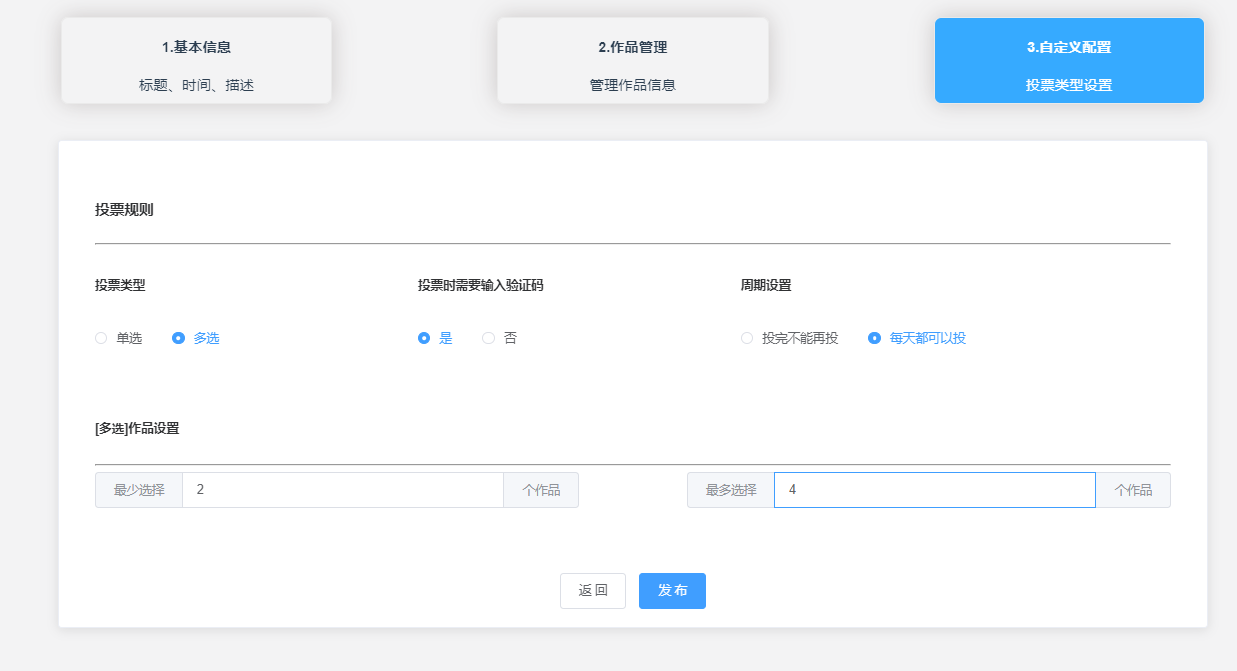 1.基本信息
标题、时间、描述
2.作品管理
管理作品信息
3.自定义配置
投票类型设置
投票规则
投票类型 投票时需要输入验证码 周期设置
单选 多选 是 否 投完不能再投 每天都可以投
[多选]作品设置
最少选择 2 个作品 最多选择 4 个作品
返回 发布